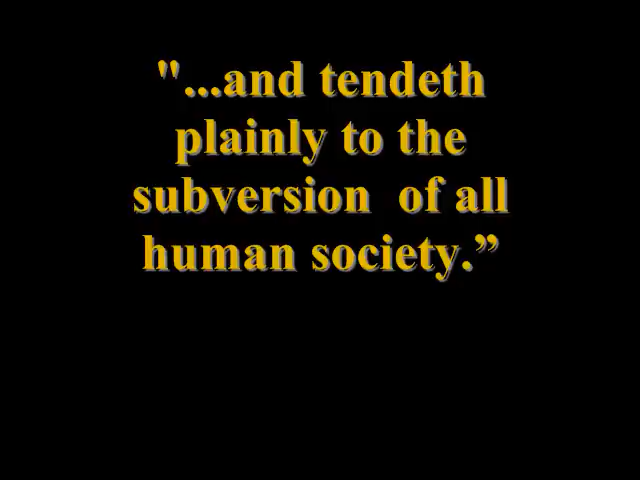 "...and tendeth
plainly to the
subversion  of all
human society.”